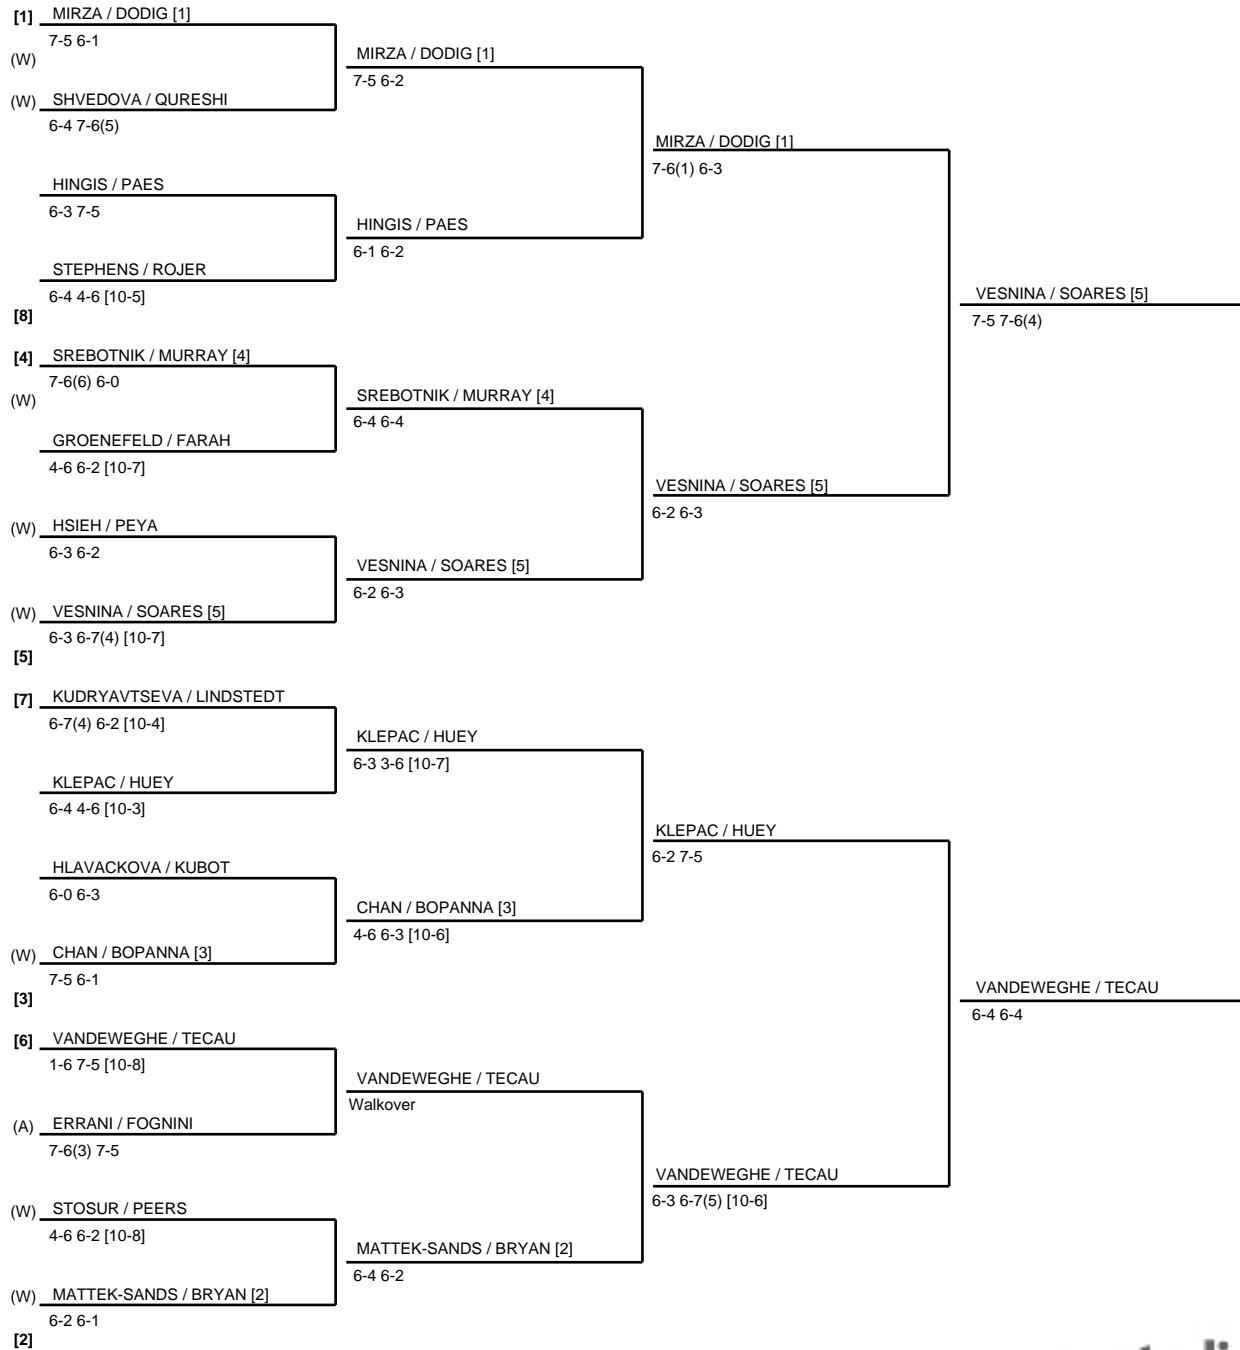 [1] MIRZA / DODIG [1]
7-5 6-1
(W)
MIRZA / DODIG [1]
7-5 6-2
(W) SHVEDOVA / QURESHI
6-4 7-6(5)
MIRZA / DODIG [1]
7-6(1) 6-3
HINGIS / PAES
6-3 7-5
HINGIS / PAES
6-1 6-2
STEPHENS / ROJER
6-4 4-6 [10-5]
[8]
VESNINA / SOARES [5]
7-5 7-6(4)
[4] SREBOTNIK / MURRAY [4]
7-6(6) 6-0
(W)
SREBOTNIK / MURRAY [4]
6-4 6-4
GROENEFELD / FARAH
4-6 6-2 [10-7]
VESNINA / SOARES [5]
6-2 6-3
(W) HSIEH / PEYA
6-3 6-2
VESNINA / SOARES [5]
6-2 6-3
(W) VESNINA / SOARES [5]
6-3 6-7(4) [10-7]
[5]
[7] KUDRYAVTSEVA / LINDSTEDT
6-7(4) 6-2 [10-4]
KLEPAC / HUEY
6-3 3-6 [10-7]
KLEPAC / HUEY
6-4 4-6 [10-3]
KLEPAC / HUEY
6-2 7-5
HLAVACKOVA / KUBOT
6-0 6-3
CHAN / BOPANNA [3]
4-6 6-3 [10-6]
(W) CHAN / BOPANNA [3]
7-5 6-1
[3]
VANDEWEGHE / TECAU
6-4 6-4
[6] VANDEWEGHE / TECAU
1-6 7-5 [10-8]
VANDEWEGHE / TECAU
Walkover
(A) ERRANI / FOGNINI
7-6(3) 7-5
VANDEWEGHE / TECAU
6-3 6-7(5) [10-6]
(W) STOSUR / PEERS
4-6 6-2 [10-8]
MATTEK-SANDS / BRYAN [2]
6-4 6-2
(W) MATTEK-SANDS / BRYAN [2]
6-2 6-1
[2]